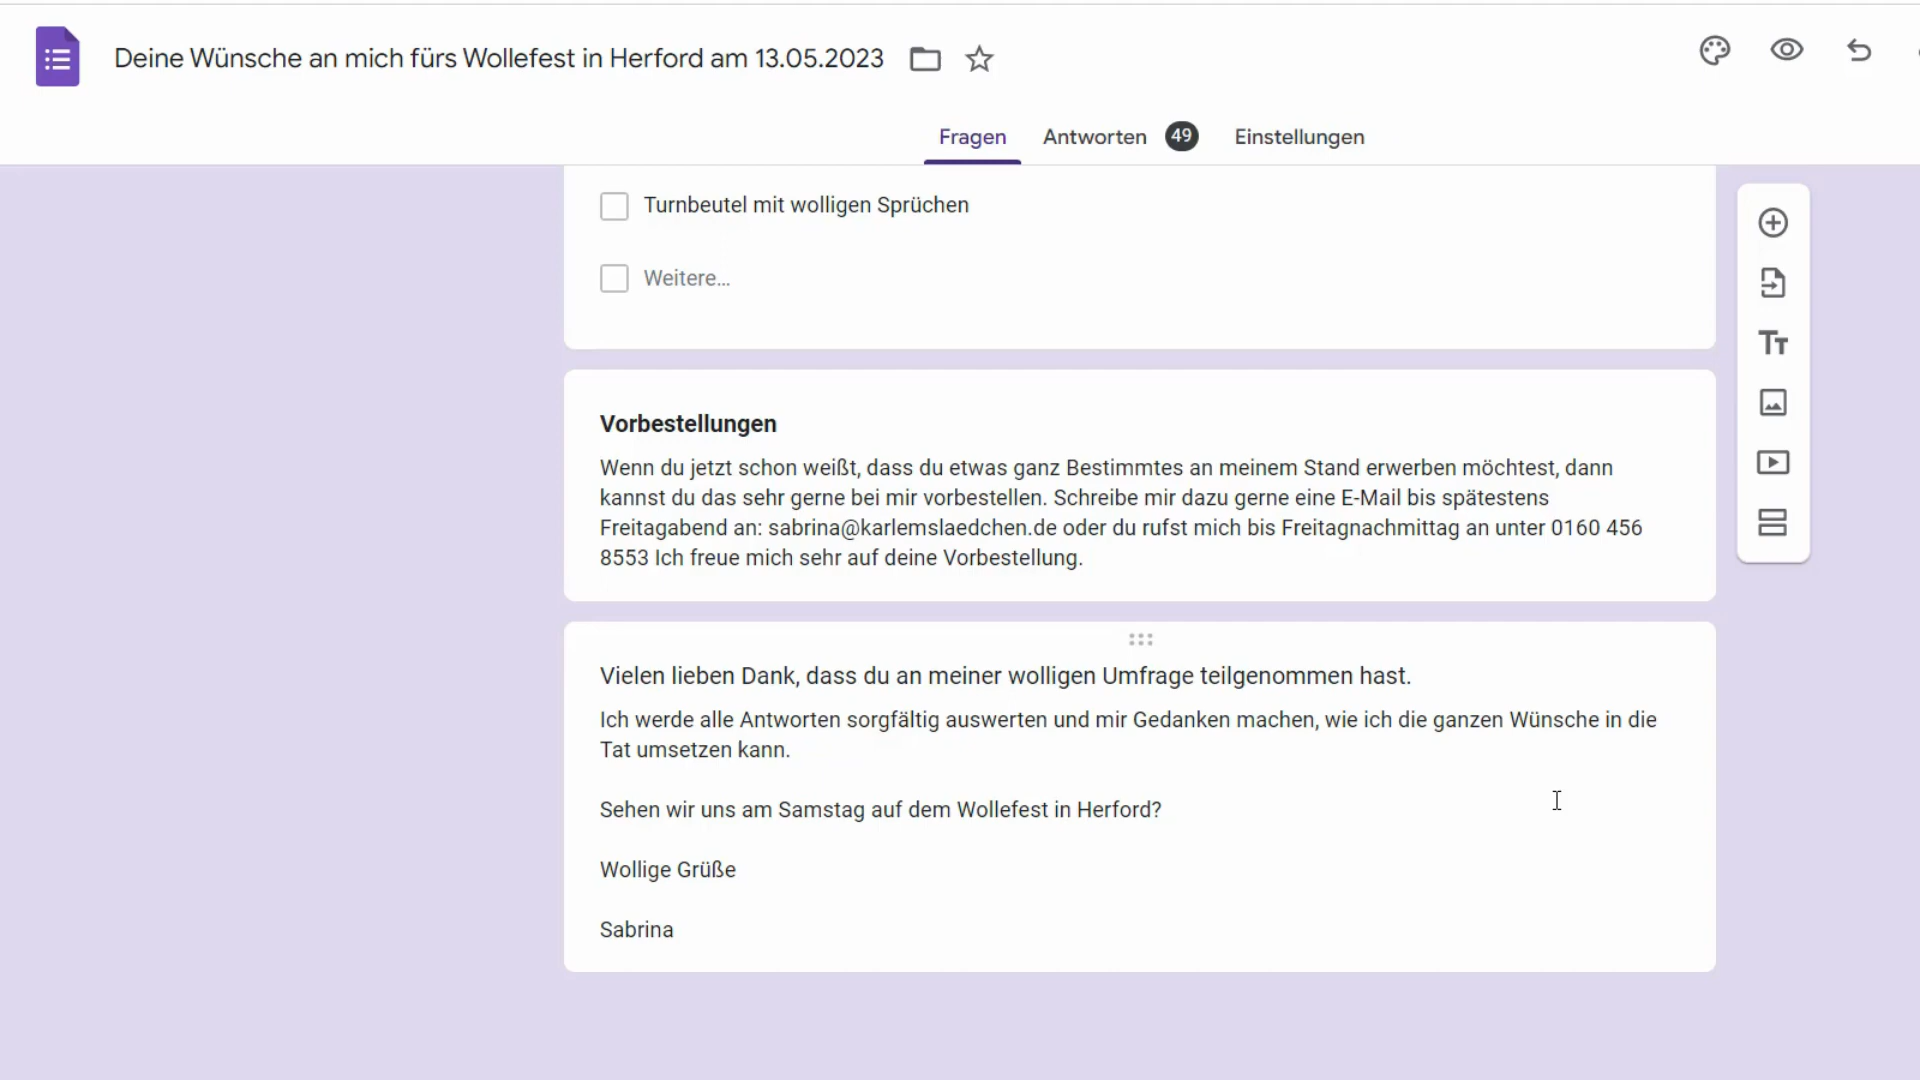 Deine Wünsche an mich fürs Wollefest in Herford am 13.05.2023
Fragen
Antworten 49
Einstellungen
Turnbeutel mit wolligen Sprüchen
Weitere…
Vorbestellungen
Wenn du jetzt schon weißt, dass du etwas ganz Bestimmtes an meinem Stand erwerben möchtest, dann
kannst du das sehr gerne bei mir vorbestellen. Schreibe mir dazu gerne eine E-Mail bis spätestens
Freitagabend an: sabrina@karlemslaedchen.de oder du rufst mich bis Freitagnachmittag an unter 0160 456
8553 Ich freue mich sehr auf deine Vorbestellung.
Vielen lieben Dank, dass du an meiner wolligen Umfrage teilgenommen hast.
Ich werde alle Antworten sorgfältig auswerten und mir Gedanken machen, wie ich die ganzen Wünsche in die
Tat umsetzen kann.
Sehen wir uns am Samstag auf dem Wollefest in Herford?
Wollige Grüße
Sabrina